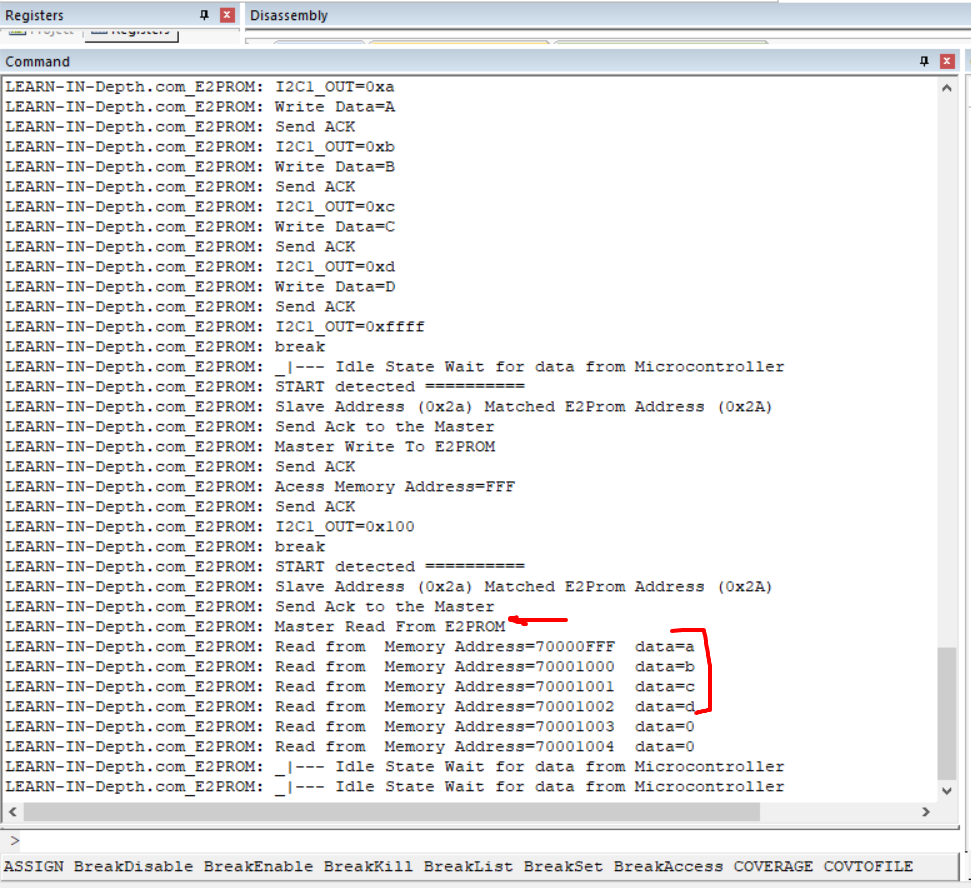 Registers
Disassembly
Project Registers
Command
LEARN-IN-Depth.com_E2PROM: I2C1_OUT=0xa
LEARN-IN-Depth.com_E2PROM: Write Data=A
LEARN-IN-Depth.com_E2PROM: Send ACK
LEARN-IN-Depth.com_E2PROM: I2C1_OUT=0xb
LEARN-IN-Depth.com_E2PROM: Write Data=B
LEARN-IN-Depth.com_E2PROM: Send ACK
LEARN-IN-Depth.com_E2PROM: I2C1_OUT=0xc
LEARN-IN-Depth.com_E2PROM: Write Data=C
LEARN-IN-Depth.com_E2PROM: Send ACK
LEARN-IN-Depth.com_E2PROM: I2C1_OUT=0xd
LEARN-IN-Depth.com_E2PROM: Write Data=D
LEARN-IN-Depth.com_E2PROM: Send ACK
LEARN-IN-Depth.com_E2PROM: I2C1_OUT=0xffff
LEARN-IN-Depth.com_E2PROM: break
LEARN-IN-Depth.com_E2PROM: _|--- Idle State Wait for data from Microcontroller
LEARN-IN-Depth.com_E2PROM: START detected ==========
LEARN-IN-Depth.com_E2PROM: Slave Address (0x2a) Matched E2Prom Address (0x2A)
LEARN-IN-Depth.com_E2PROM: Send Ack to the Master
LEARN-IN-Depth.com_E2PROM: Master Write To E2PROM
LEARN-IN-Depth.com_E2PROM: Send ACK
LEARN-IN-Depth.com_E2PROM: Acess Memory Address=FFF
LEARN-IN-Depth.com_E2PROM: Send ACK
LEARN-IN-Depth.com_E2PROM: I2C1_OUT=0x100
LEARN-IN-Depth.com_E2PROM: break
LEARN-IN-Depth.com_E2PROM: START detected ==========
LEARN-IN-Depth.com_E2PROM: Slave Address (0x2a) Matched E2Prom Address (0x2A)
LEARN-IN-Depth.com_E2PROM: Send Ack to the Master
LEARN-IN-Depth.com_E2PROM: Master Read From E2PROM
LEARN-IN-Depth.com_E2PROM: Read from  Memory Address=70000FFF  data=a
LEARN-IN-Depth.com_E2PROM: Read from  Memory Address=70001000  data=b
LEARN-IN-Depth.com_E2PROM: Read from  Memory Address=70001001  data=c
LEARN-IN-Depth.com_E2PROM: Read from  Memory Address=70001002  data=d
LEARN-IN-Depth.com_E2PROM: Read from  Memory Address=70001003  data=0
LEARN-IN-Depth.com_E2PROM: Read from  Memory Address=70001004  data=0
LEARN-IN-Depth.com_E2PROM: _|--- Idle State Wait for data from Microcontroller
LEARN-IN-Depth.com_E2PROM: _|--- Idle State Wait for data from Microcontroller
>
ASSIGN BreakDisable BreakEnable BreakKill BreakList BreakSet BreakAccess COVERAGE COVTOFILE